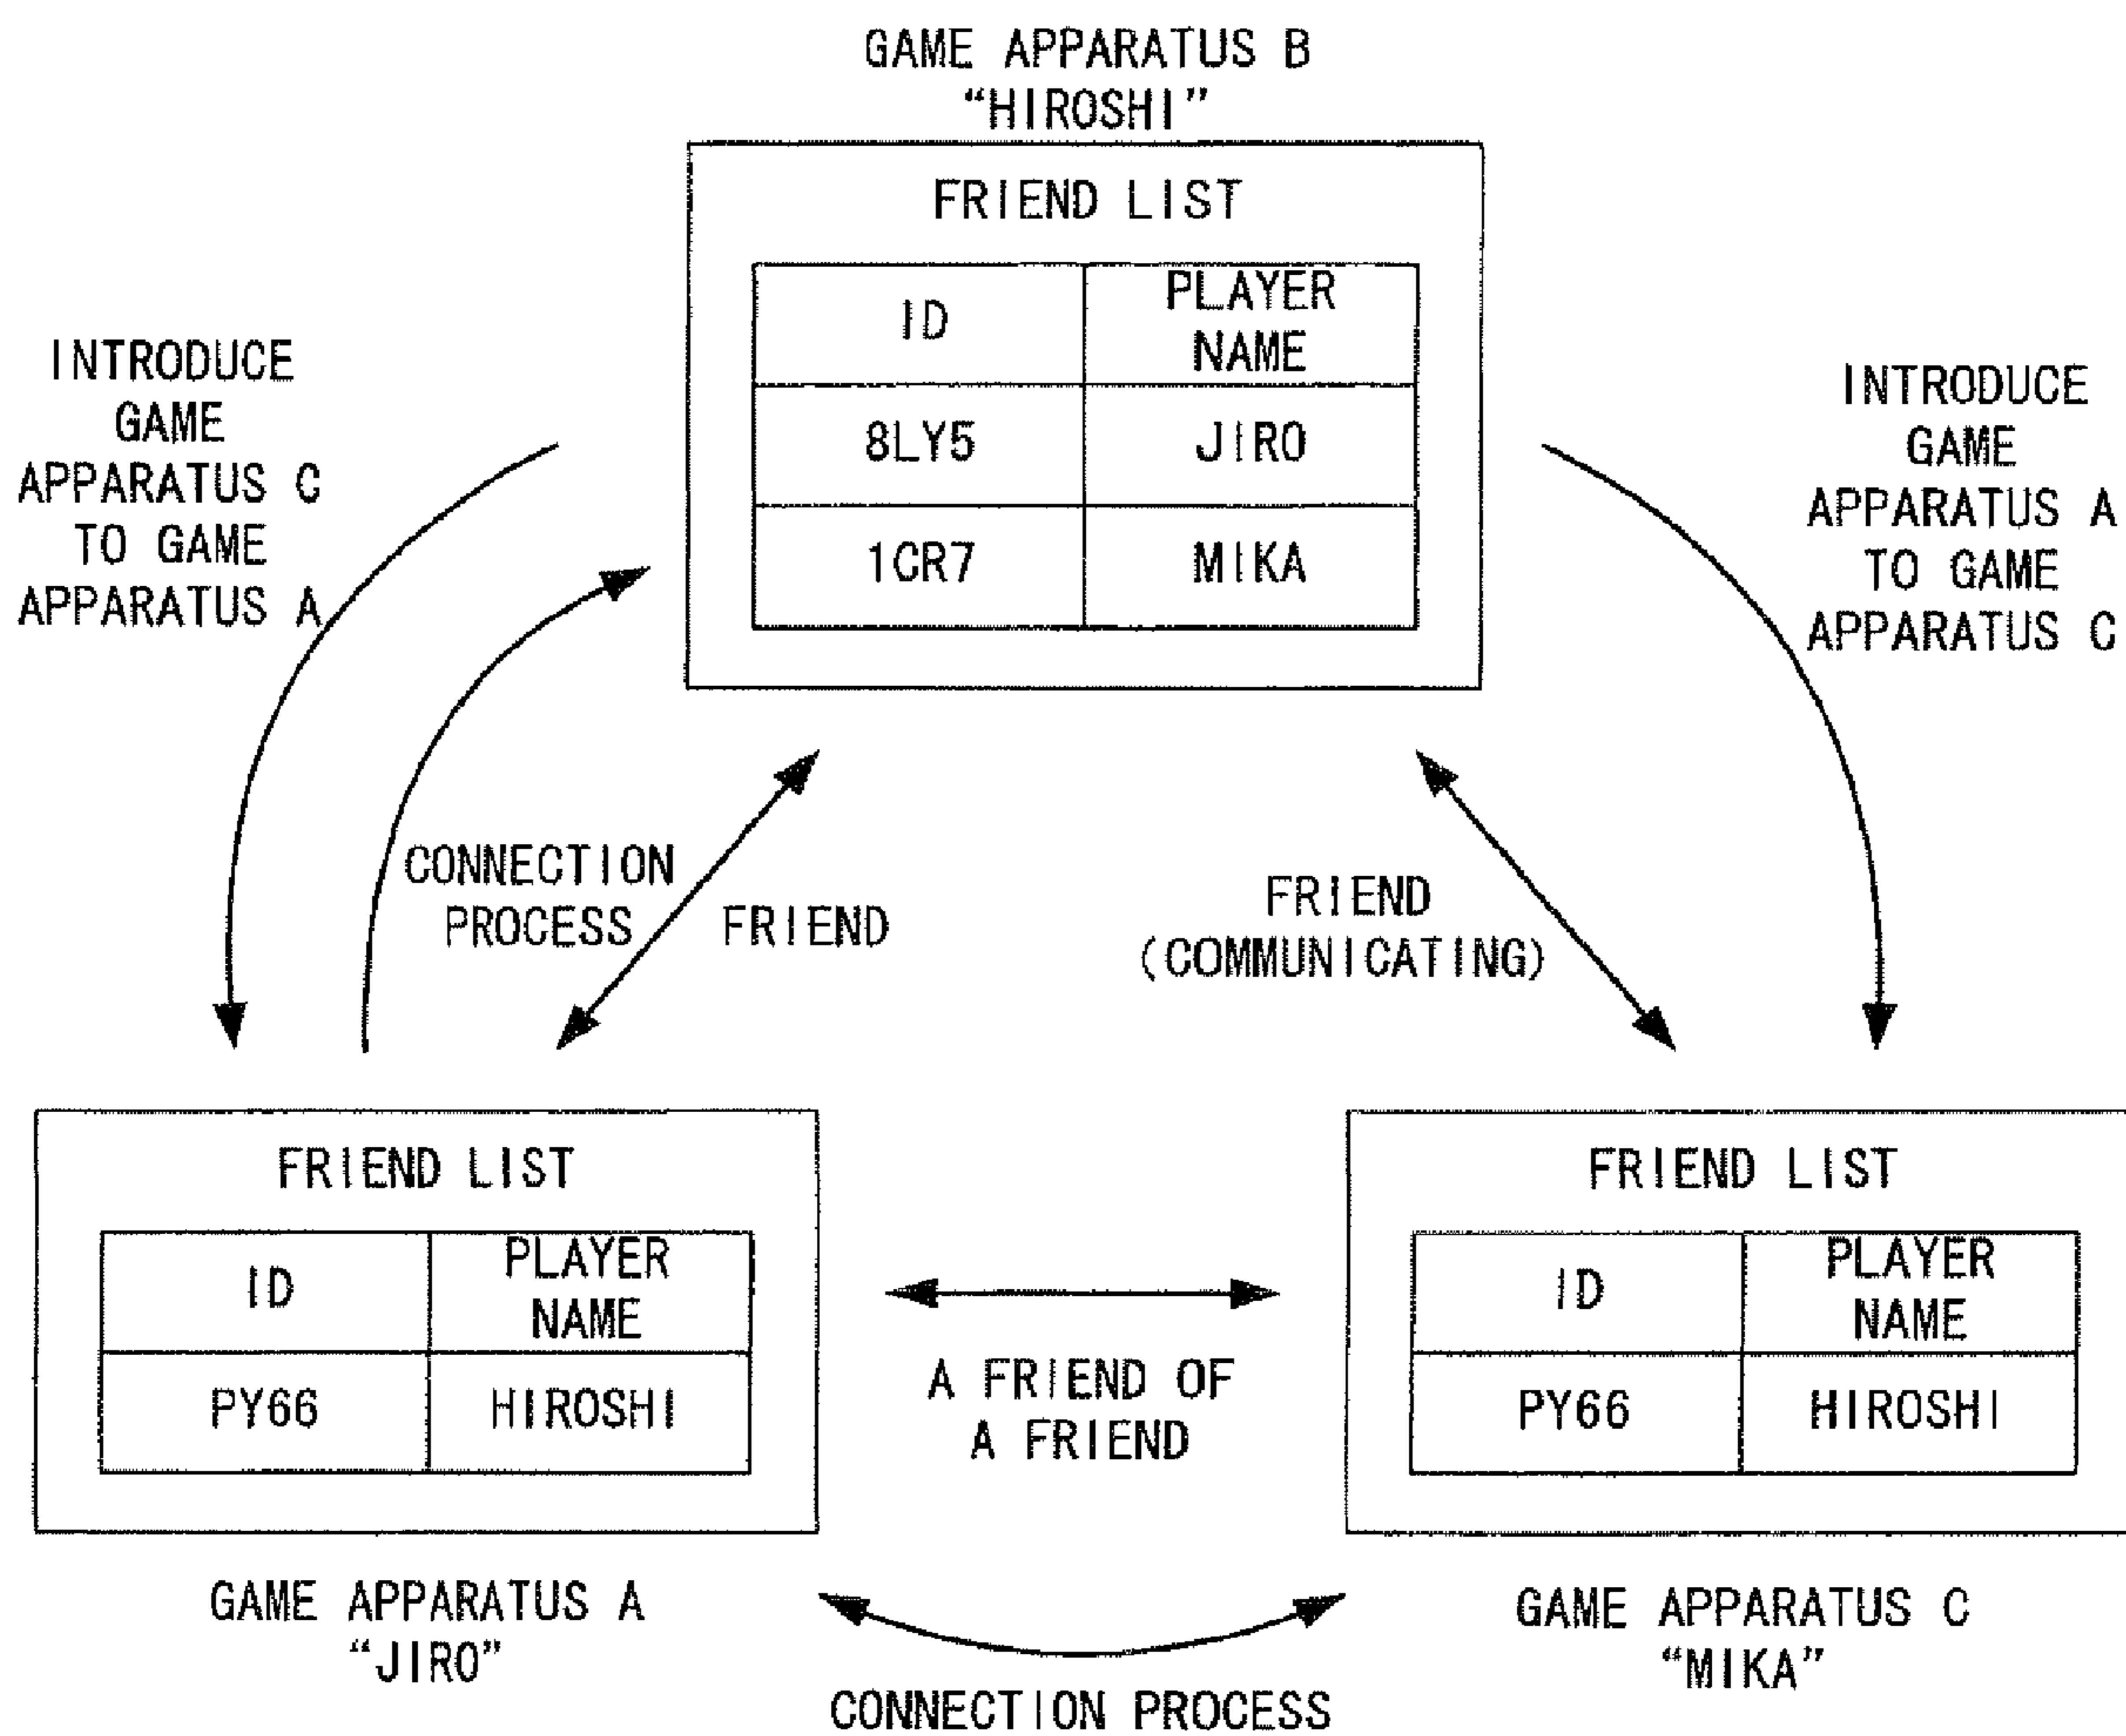 GAME APPARATUS B
“HIROSHI”
FRIEND LIST
ID
PLAYER
NAME
8LY5
JIRO
1CR7
MIKA
INTRODUCE
GAME
APPARATUS C
TO GAME
APPARATUS A
INTRODUCE
GAME
APPARATUS A
TO GAME
APPARATUS C
CONNECTION
PROCESS
FRIEND
FRIEND
(COMMUNICATING)
FRIEND LIST
ID
PLAYER
NAME
PY66
HIROSHI
A FRIEND OF
A FRIEND
FRIEND LIST
ID
PLAYER
NAME
PY66
HIROSHI
GAME APPARATUS A
“JIRO”
GAME APPARATUS C
“MIKA”
CONNECTION PROCESS